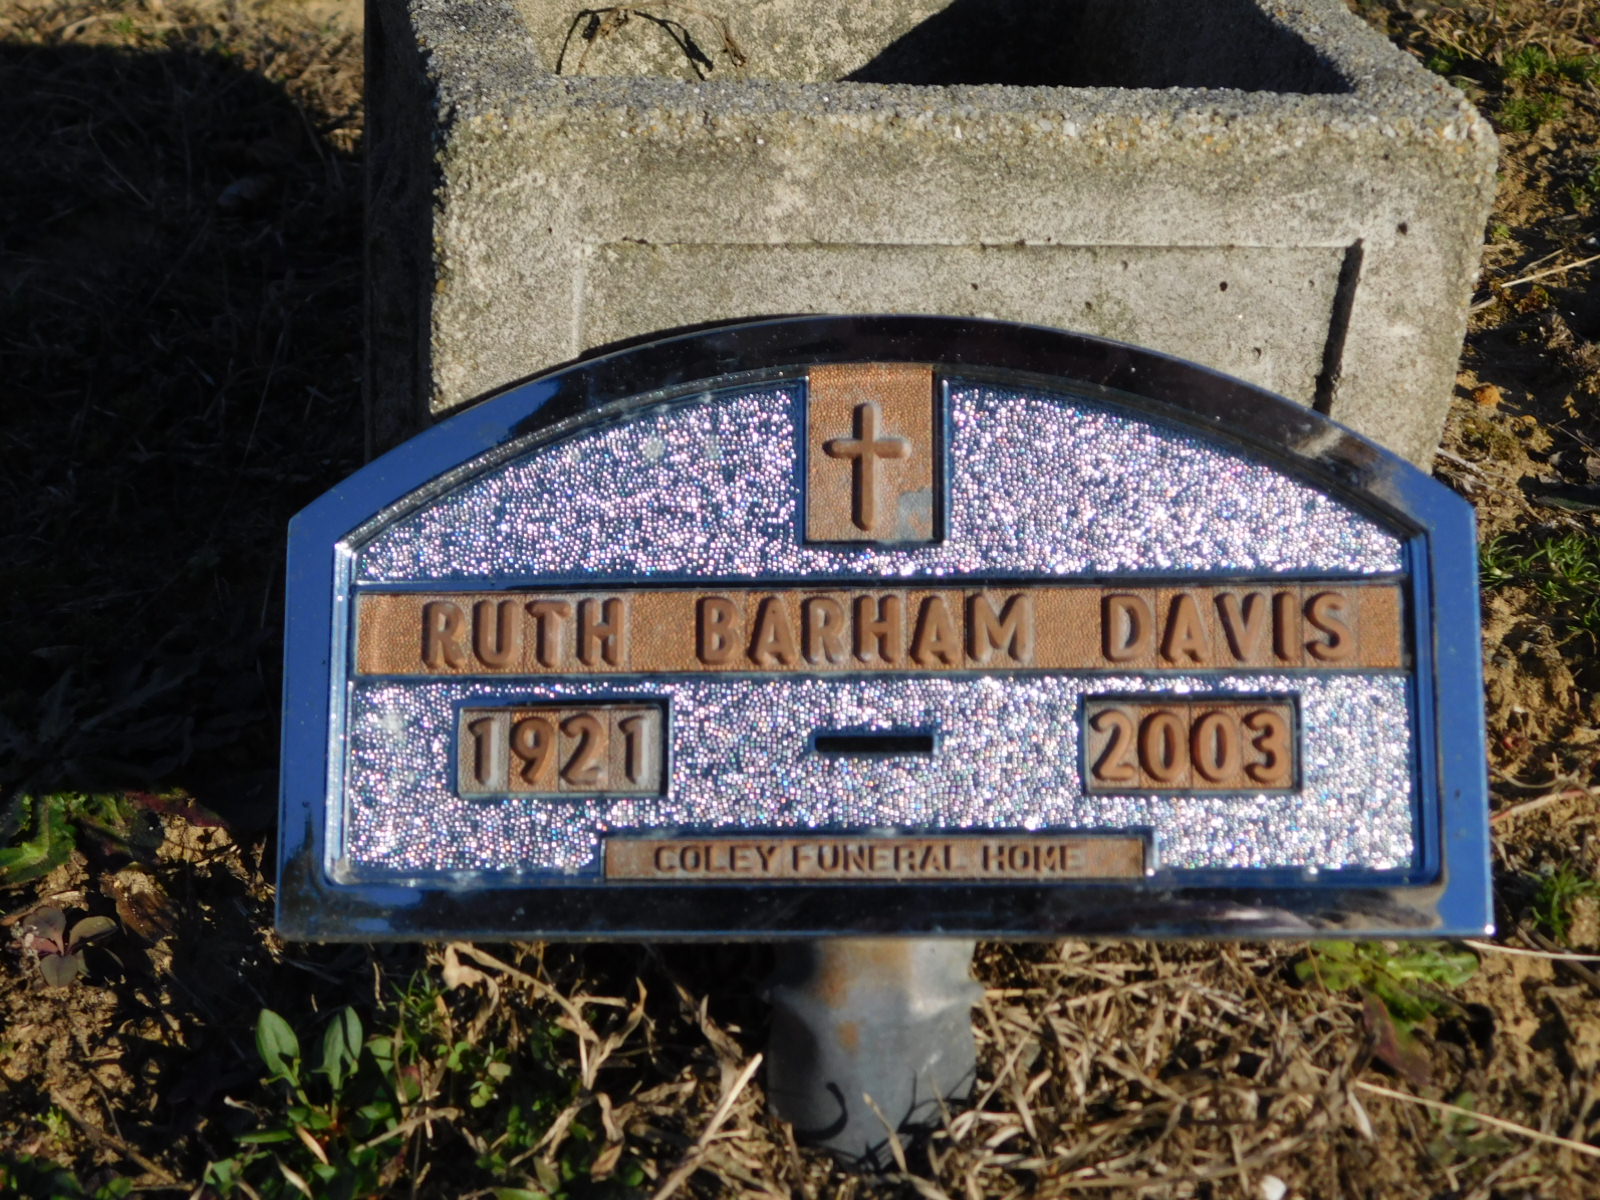 RUTH BARHAM DAVIS
1921 - 2003
COLEY FUNERAL HOME